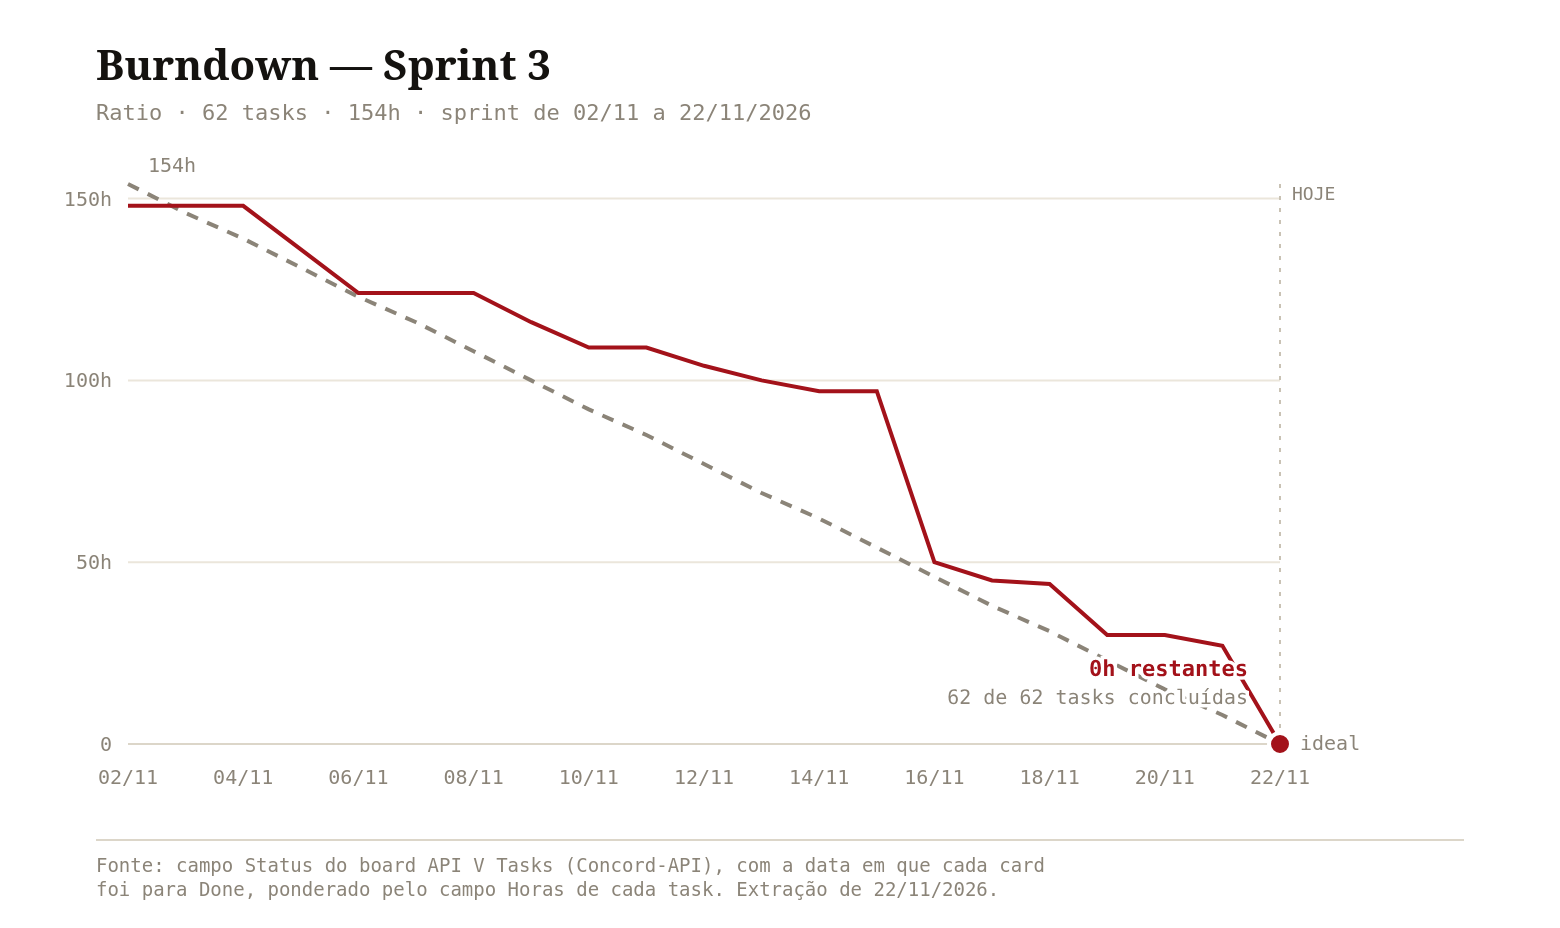 Burndown — Sprint 3
Ratio · 62 tasks · 154h · sprint de 02/11 a 22/11/2026
154h
150h
HOJE
100h
50h
0h restantes
62 de 62 tasks concluídas
0
ideal
02/11 04/11 06/11 08/11 10/11 12/11 14/11 16/11 18/11 20/11 22/11
Fonte: campo Status do board API V Tasks (Concord-API), com a data em que cada card
foi para Done, ponderado pelo campo Horas de cada task. Extração de 22/11/2026.